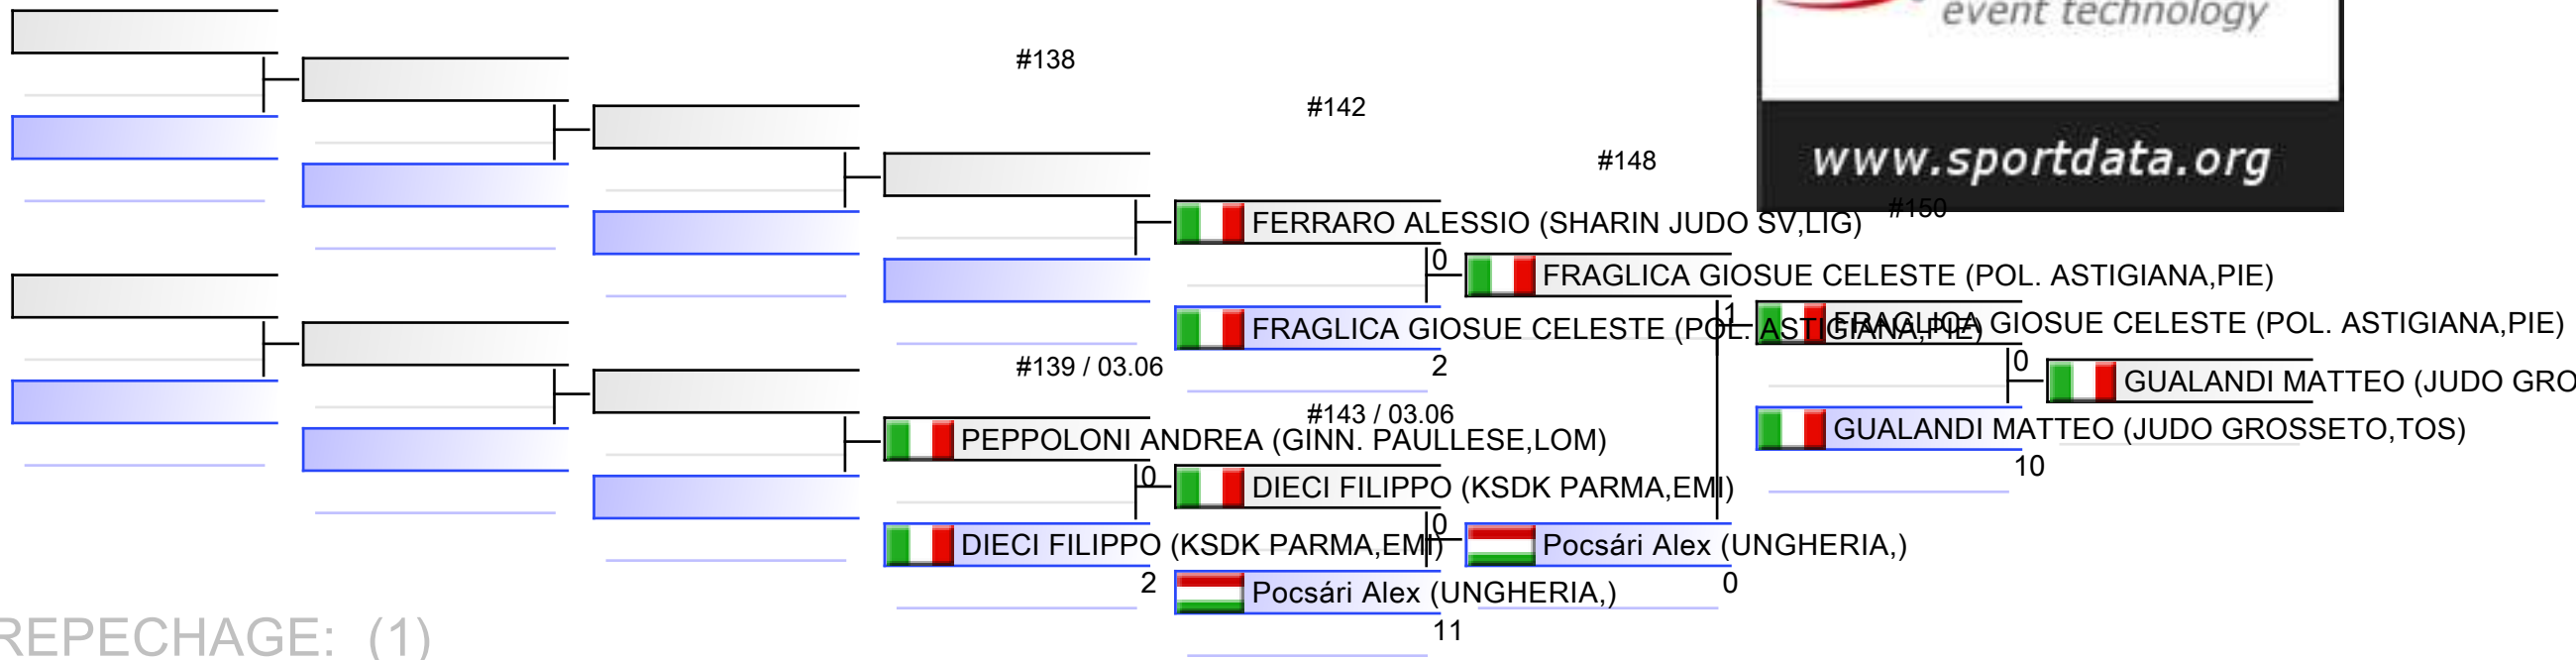 event technology
#138
#142
www.sportdata.org
#148
#150
FERRARO ALESSIO (SHARIN JUDO SV,LIG)
0
FRAGLICA GIOSUE CELESTE (POL. ASTIGIANA,PIE)
1
FRAGLICA GIOSUE CELESTE (POL. ASTIGIANA,PIE)
FRAGLICA GIOSUE CELESTE (POL. ASTIGIANA,PIE)
0
#139 / 03.06
2
GUALANDI MATTEO (JUDO GRO
#143 / 03.06
GUALANDI MATTEO (JUDO GROSSETO,TOS)
PEPPOLONI ANDREA (GINN. PAULLESE,LOM)
10
0
DIECI FILIPPO (KSDK PARMA,EMI)
0
DIECI FILIPPO (KSDK PARMA,EMI)
Pocsári Alex (UNGHERIA,)
2
0
Pocsári Alex (UNGHERIA,)
11
REPECHAGE: (1)